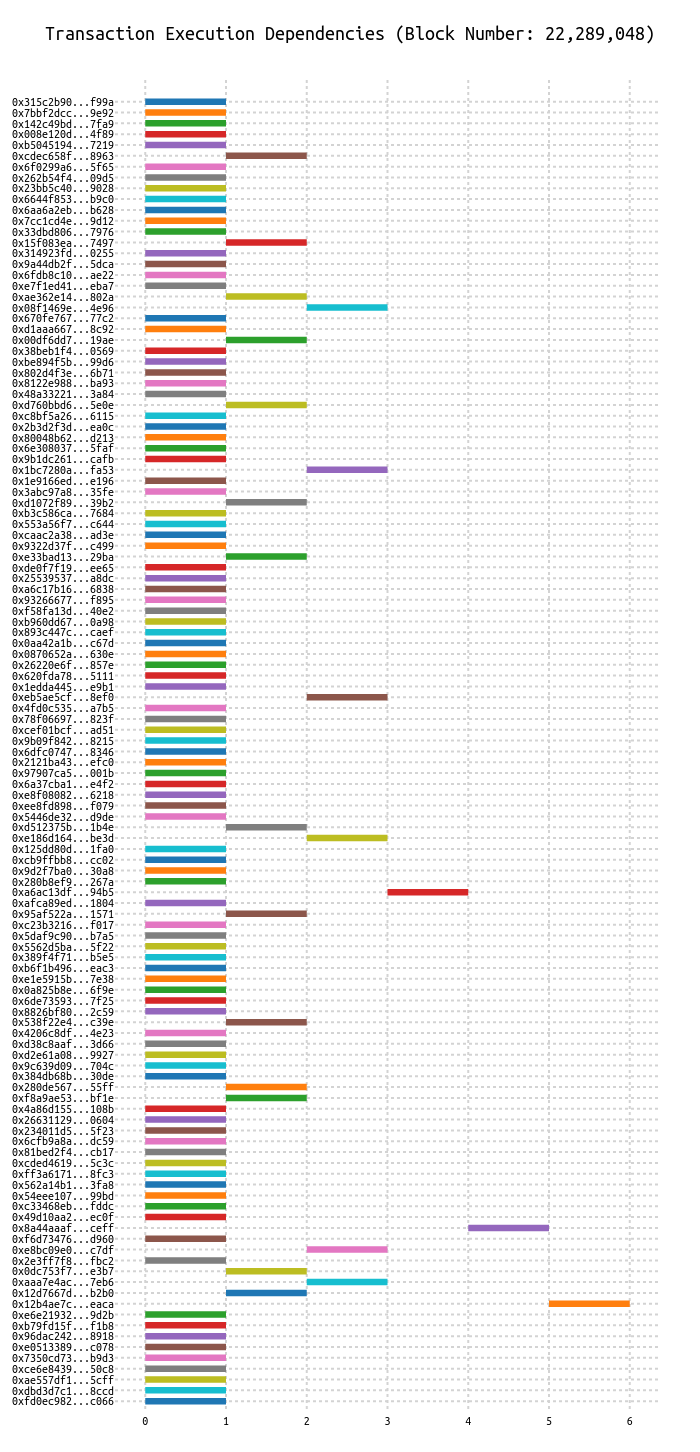 Transaction Execution Dependencies (Block Number: 22,289,048)
0x315c2b90...f99a
0x7bbf2dcc...9e92
0x142c49bd...7fa9
0x008e120d...4f89
0xb5045194...7219
0xcdec658f...8963
0x6f0299a6...5f65
0x262b54f4...09d5
0x23bb5c40...9028
0x6644f853...b9c0
0x6aa6a2eb...b628
0x7cc1cd4e...9d12
0x33dbd806...7976
0x15f083ea...7497
0x314923fd...0255
0x9a44db2f...5dca
0x6fdb8c10...ae22
0xe7f1ed41...eba7
0xae362e14...802a
0x08f1469e...4e96
0x670fe767...77c2
0xd1aaa667...8c92
0x00df6dd7...19ae
0x38beb1f4...0569
0xbe894f5b...99d6
0x802d4f3e...6b71
0x8122e988...ba93
0x48a33221...3a84
0xd760bbd6...5e0e
0xc8bf5a26...6115
0x2b3d2f3d...ea0c
0x80048b62...d213
0x6e308037...5faf
0x9b1dc261...cafb
0x1bc7280a...fa53
0x1e9166ed...e196
0x3abc97a8...35fe
0xd1072f89...39b2
0xb3c586ca...7684
0x553a56f7...c644
0xcaac2a38...ad3e
0x9322d37f...c499
0xe33bad13...29ba
0xde0f7f19...ee65
0x25539537...a8dc
0xa6c17b16...6838
0x93266677...f895
0xf58fa13d...40e2
0xb960dd67...0a98
0x893c447c...caef
0x0aa42a1b...c67d
0x0870652a...630e
0x26220e6f...857e
0x620fda78...5111
0x1edda445...e9b1
0xeb5ae5cf...8ef0
0x4fd0c535...a7b5
0x78f06697...823f
0xcef01bcf...ad51
0x9b09f842...8215
0x6dfc0747...8346
0x2121ba43...efc0
0x97907ca5...001b
0x6a37cba1...e4f2
0xe8f08082...6218
0xee8fd898...f079
0x5446de32...d9de
0xd512375b...1b4e
0xe186d164...be3d
0x125dd80d...1fa0
0xcb9ffbb8...cc02
0x9d2f7ba0...30a8
0x280b8ef9...267a
0xa6ac13df...94b5
0xafca89ed...1804
0x95af522a...1571
0xc23b3216...f017
0x5daf9c90...b7a5
0x5562d5ba...5f22
0x389f4f71...b5e5
0xb6f1b496...eac3
0xe1e5915b...7e38
0x0a825b8e...6f9e
0x6de73593...7f25
0x8826bf80...2c59
0x538f22e4...c39e
0x4206c8df...4e23
0xd38c8aaf...3d66
0xd2e61a08...9927
0x9c639d09...704c
0x384db68b...30de
0x280de567...55ff
0xf8a9ae53...bf1e
0x4a86d155...108b
0x26631129...0604
0x234011d5...5f23
0x6cfb9a8a...dc59
0x81bed2f4...cb17
0xcded4619...5c3c
0xff3a6171...8fc3
0x562a14b1...3fa8
0x54eee107...99bd
0xc33468eb...fddc
0x49d10aa2...ec0f
0x8a44aaaf...ceff
0xf6d73476...d960
0xe8bc09e0...c7df
0x2e3ff7f8...fbc2
0x0dc753f7...e3b7
0xaaa7e4ac...7eb6
0x12d7667d...b2b0
0x12b4ae7c...eaca
0xe6e21932...9d2b
0xb79fd15f...f1b8
0x96dac242...8918
0xe0513389...c078
0x7350cd73...b9d3
0xce6e8439...50c8
0xae557df1...5cff
0xdbd3d7c1...8ccd
0xfd0ec982...c066
0 1 2 3 4 5 6